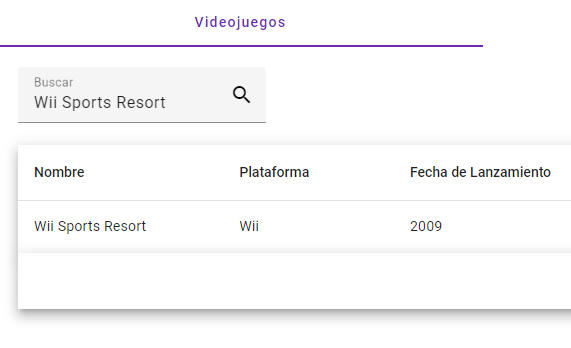 Videojuegos
Buscar
Wii Sports Resort
Nombre Plataforma Fecha de Lanzamiento
Wii Sports Resort Wii 2009